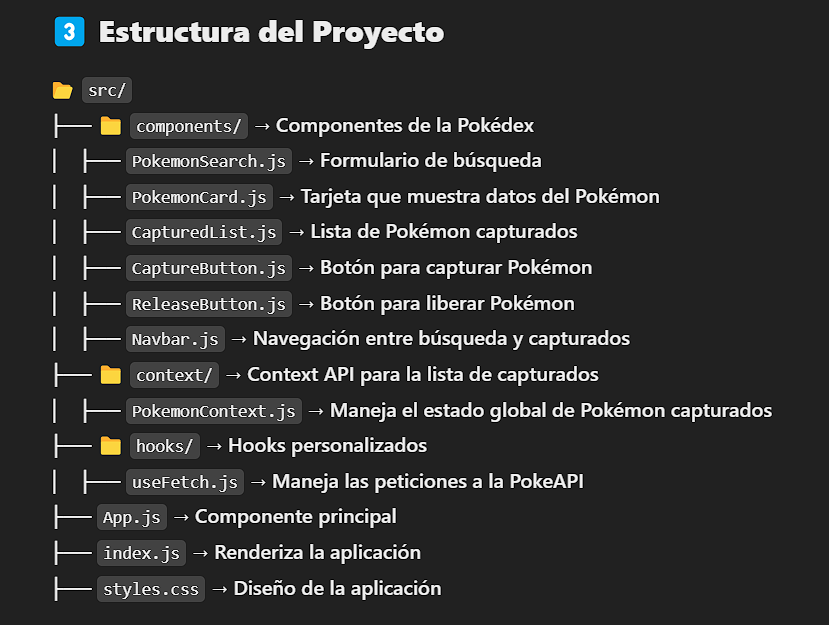 3 Estructura del Proyecto
src/
├── components/ → Componentes de la Pokédex
│ ├── PokemonSearch.js → Formulario de búsqueda
│ ├── PokemonCard.js → Tarjeta que muestra datos del Pokémon
│ ├── CapturedList.js → Lista de Pokémon capturados
│ ├── CaptureButton.js → Botón para capturar Pokémon
│ ├── ReleaseButton.js → Botón para liberar Pokémon
│ ├── Navbar.js → Navegación entre búsqueda y capturados
├── context/ → Context API para la lista de capturados
│ ├── PokemonContext.js → Maneja el estado global de Pokémon capturados
├── hooks/ → Hooks personalizados
│ ├── useFetch.js → Maneja las peticiones a la PokeAPI
├── App.js → Componente principal
├── index.js → Renderiza la aplicación
├── styles.css → Diseño de la aplicación